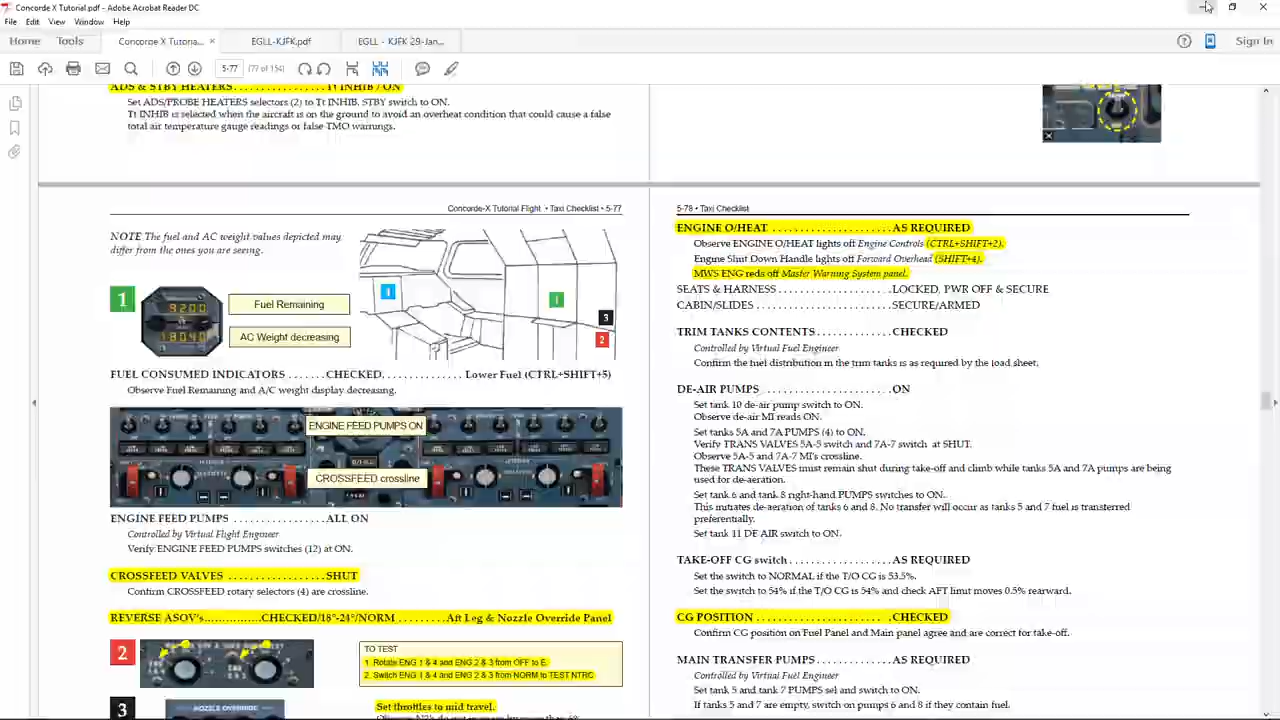 Concorde X Tutorial.pdf - Adobe Acrobat Reader DC
File Edit View Window Help
Home Tools Concorde X Tutoria... × EGLL-KJFK.pdf EGLL - KJFK 29-Jan...
Sign In
5-77 (77 of 154)
ADS & STBY HEATERS.....................Tt INHIB / ON
Set ADS/PROBE HEATERS selectors (2) to Tt INHIB, STBY switch to ON.
Tt INHIB is selected when the aircraft is on the ground to avoid an overheat condition that could cause a false
total air temperature gauge readings or false TMO warnings.
Concorde-X Tutorial Flight • Taxi Checklist • 5-77
NOTE The fuel and AC weight values depicted may
differ from the ones you are seeing.
1
Fuel Remaining
AC Weight decreasing
1
1
3
2
FUEL CONSUMED INDICATORS .......CHECKED...............Lower Fuel (CTRL+SHIFT+5)
Observe Fuel Remaining and A/C weight display decreasing.
ENGINE FEED PUMPS ON
CROSSFEED crossline
ENGINE FEED PUMPS ..................ALL ON
Controlled by Virtual Flight Engineer
Verify ENGINE FEED PUMPS switches (12) at ON.
CROSSFEED VALVES ...................SHUT
Confirm CROSSFEED rotary selectors (4) are crossline.
REVERSE ASOV's...............CHECKED/18°-24°/NORM .........Aft Leg & Nozzle Override Panel
2
TO TEST
1. Rotate ENG 1 & 4 and ENG 2 & 3 from OFF to E.
2. Switch ENG 1 & 4 and ENG 2 & 3 from NORM to TEST NTRC
3
NOZZLE OVERRIDE
Set throttles to mid travel.
5-78 • Taxi Checklist
ENGINE O/HEAT .......................AS REQUIRED
Observe ENGINE O/HEAT lights off Engine Controls (CTRL+SHIFT+2).
Engine Shut Down Handle lights off Forward Overhead (SHIFT+4).
MWS ENG reds off Master Warning System panel.
SEATS & HARNESS .....................LOCKED, PWR OFF & SECURE
CABIN/SLIDES .........................SECURE/ARMED
TRIM TANKS CONTENTS..............CHECKED
Controlled by Virtual Fuel Engineer
Confirm the fuel distribution in the trim tanks is as required by the load sheet.
DE-AIR PUMPS ........................ON
Set tank 10 de-air pump switch to ON.
Observe de-air MI reads ON.
Set tanks 5A and 7A PUMPS (4) to ON.
Verify TRANS VALVES 5A-5 switch and 7A-7 switch at SHUT.
Observe 5A-5 and 7A-7 MI's crossline.
These TRANS VALVES must remain shut during take-off and climb while tanks 5A and 7A pumps are being
used for de-aeration.
Set tank 6 and tank 8 right-hand PUMPS switches to ON.
This initiates de-aeration of tanks 6 and 8. No transfer will occur as tanks 5 and 7 fuel is transferred
preferentially.
Set tank 11 DE AIR switch to ON.
TAKE-OFF CG switch ...................AS REQUIRED
Set the switch to NORMAL if the T/O CG is 53.5%.
Set the switch to 54% if the T/O CG is 54% and check AFT limit moves 0.5% rearward.
CG POSITION ..........................CHECKED
Confirm CG position on Fuel Panel and Main panel agree and are correct for take-off.
MAIN TRANSFER PUMPS ..............AS REQUIRED
Controlled by Virtual Fuel Engineer
Set tank 5 and tank 7 PUMPS sel and switch to ON.
If tanks 5 and 7 are empty, switch on pumps 6 and 8 if they contain fuel.